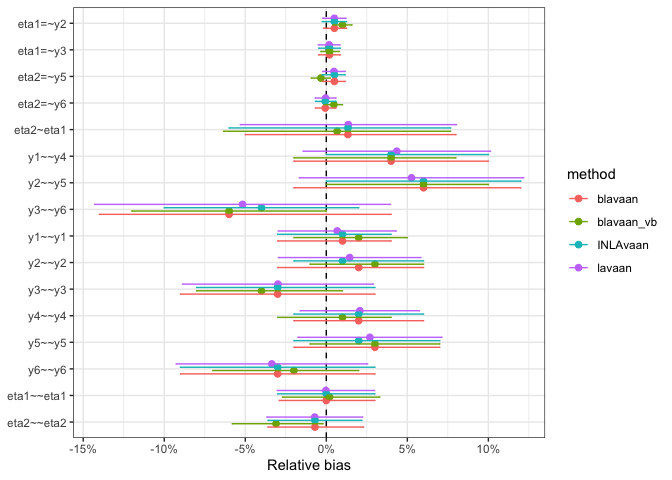 eta1=~y2
eta1=~y3
eta2=~y5
eta2=~y6
eta2~eta1
y1~~y4
y2~~y5
y3~~y6
y1~~y1
y2~~y2
y3~~y3
y4~~y4
y5~~y5
y6~~y6
eta1~~eta1
eta2~~eta2
-15% -10% -5% 0% 5% 10%
Relative bias
method
blavaan
blavaan_vb
INLAvaan
lavaan